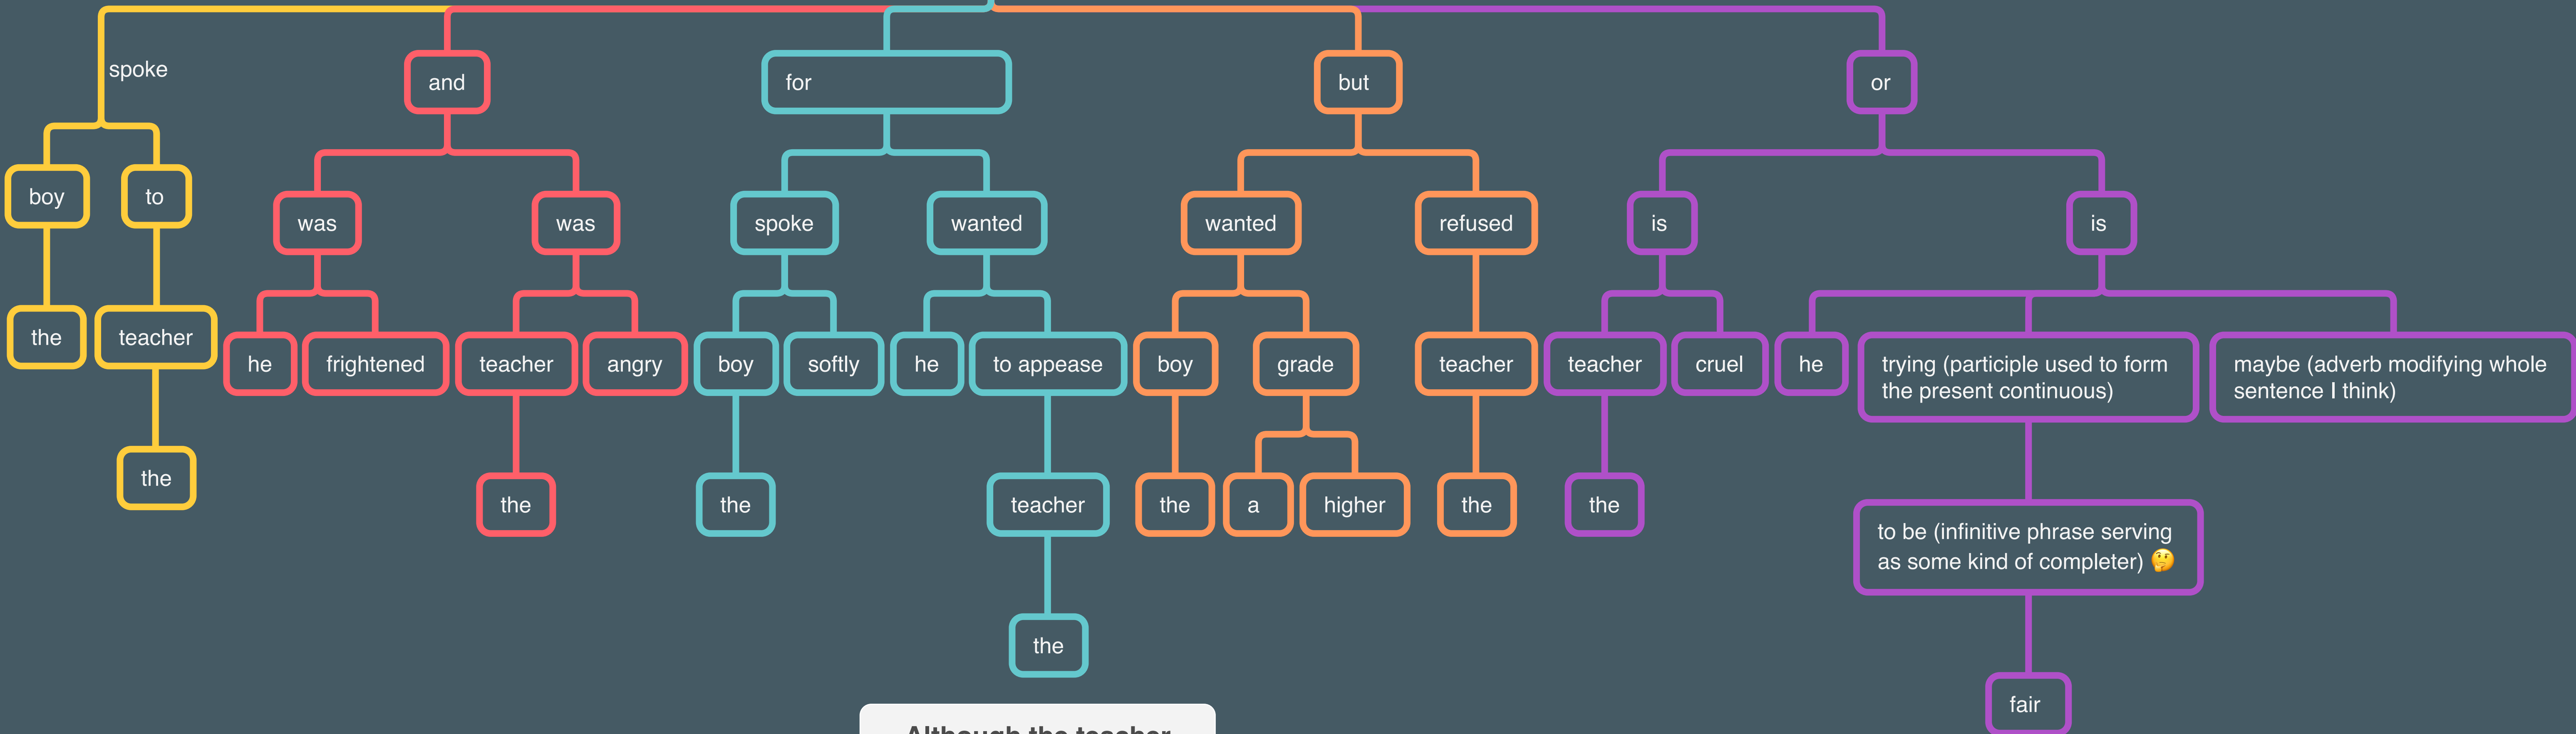 spoke
and
for
but
or
boy
to
was
was
spoke
wanted
wanted
refused
is
is
the
teacher
he
frightened
teacher
angry
boy
softly
he
to appease
boy
grade
teacher
teacher
cruel
he
trying (participle used to form
the present continuous)
maybe (adverb modifying whole
sentence I think)
the
the
the
teacher
the
a
higher
the
the
to be (infinitive phrase serving
as some kind of completer) 🤔
the
fair
Although the teacher